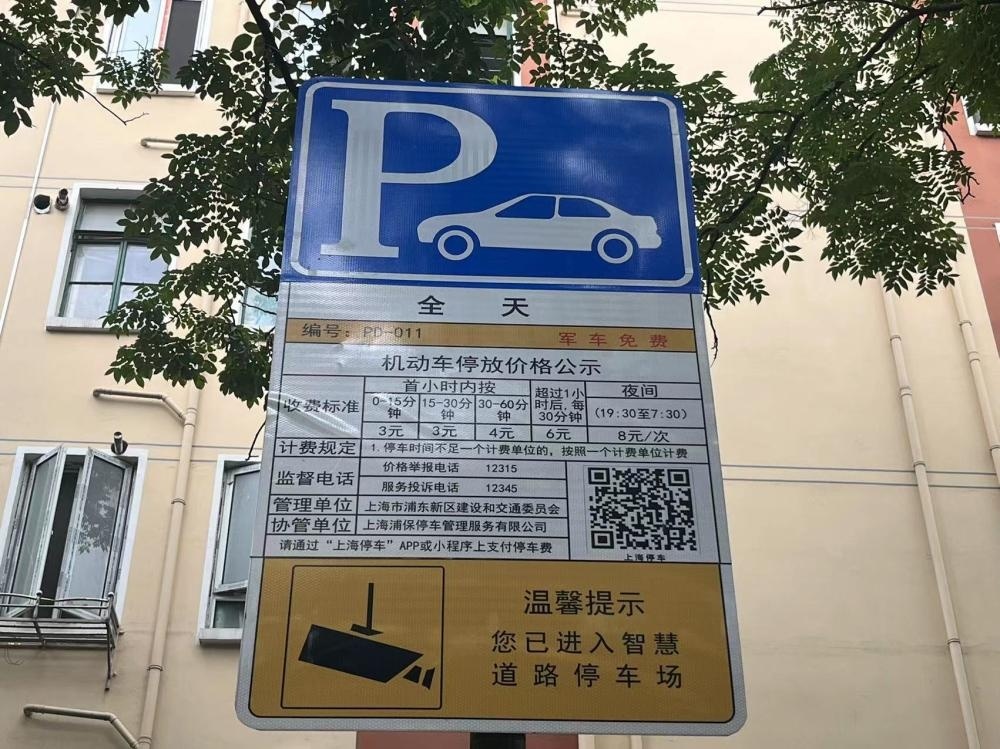 P
全天
编号：PD-011 军车免费
机动车停放价格公示
收费标准 首小时内按 超过1小时后,每30分钟 夜间
0-15分钟 15-30分钟 30-60分钟 (19:30至7:30)
3元 3元 4元 6元 8元/次
计费规定 1.停车时间不足一个计费单位的，按照一个计费单位计费
监督电话 价格举报电话 12315
服务投诉电话 12345
管理单位 上海市浦东新区建设和交通委员会
协管单位 上海浦保停车管理服务有限公司
请通过“上海停车”APP或小程序上支付停车费
上海停车
温馨提示
您已进入智慧
道路停车场